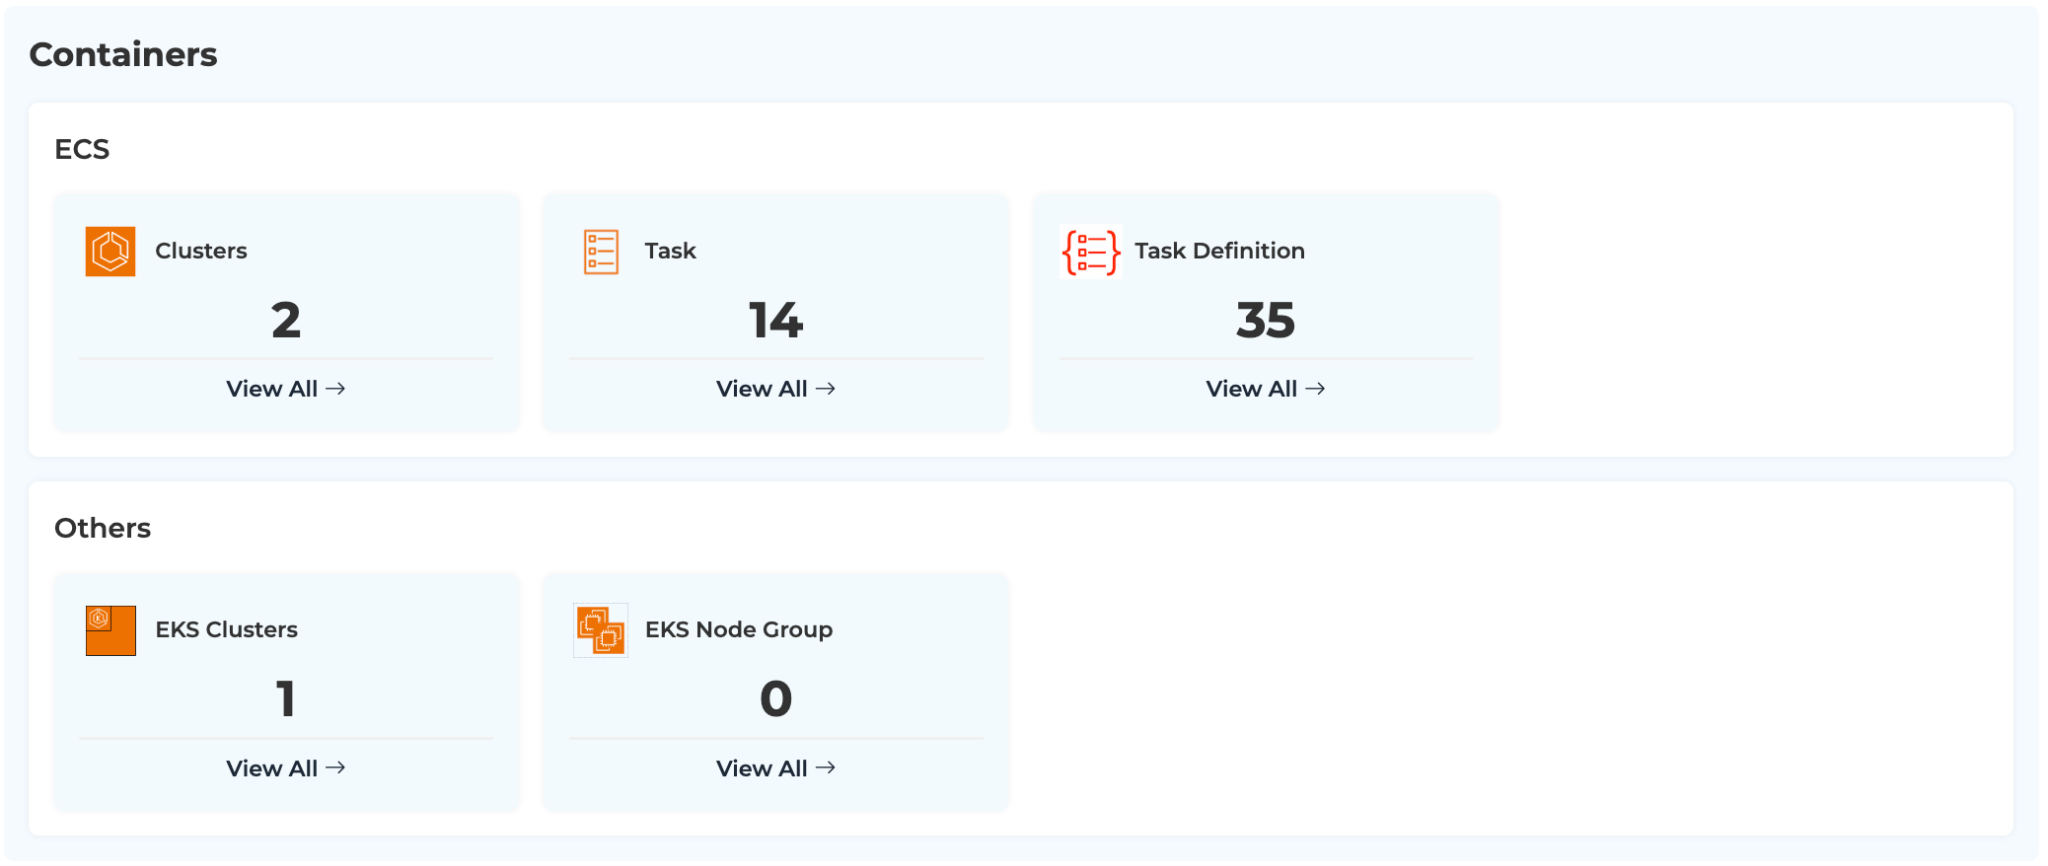 Containers
ECS
Clusters
2
View All →
Task
14
View All →
Task Definition
35
View All →
Others
EKS Clusters
1
View All →
EKS Node Group
0
View All →